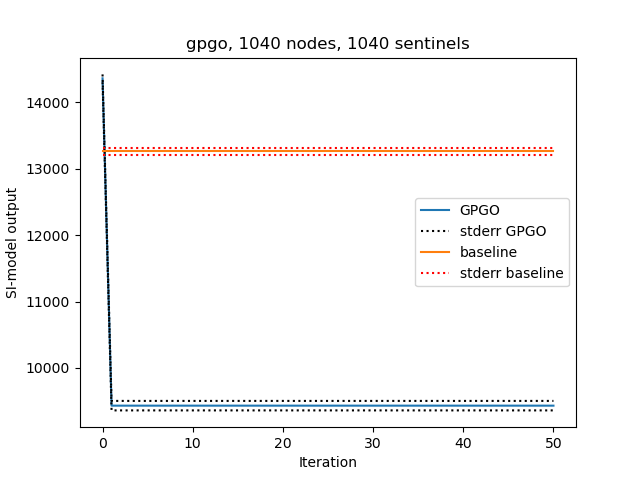 gpgo, 1040 nodes, 1040 sentinels
14000
13000
12000
11000
10000
SI-model output
GPGO
stderr GPGO
baseline
stderr baseline
0 10 20 30 40 50
Iteration